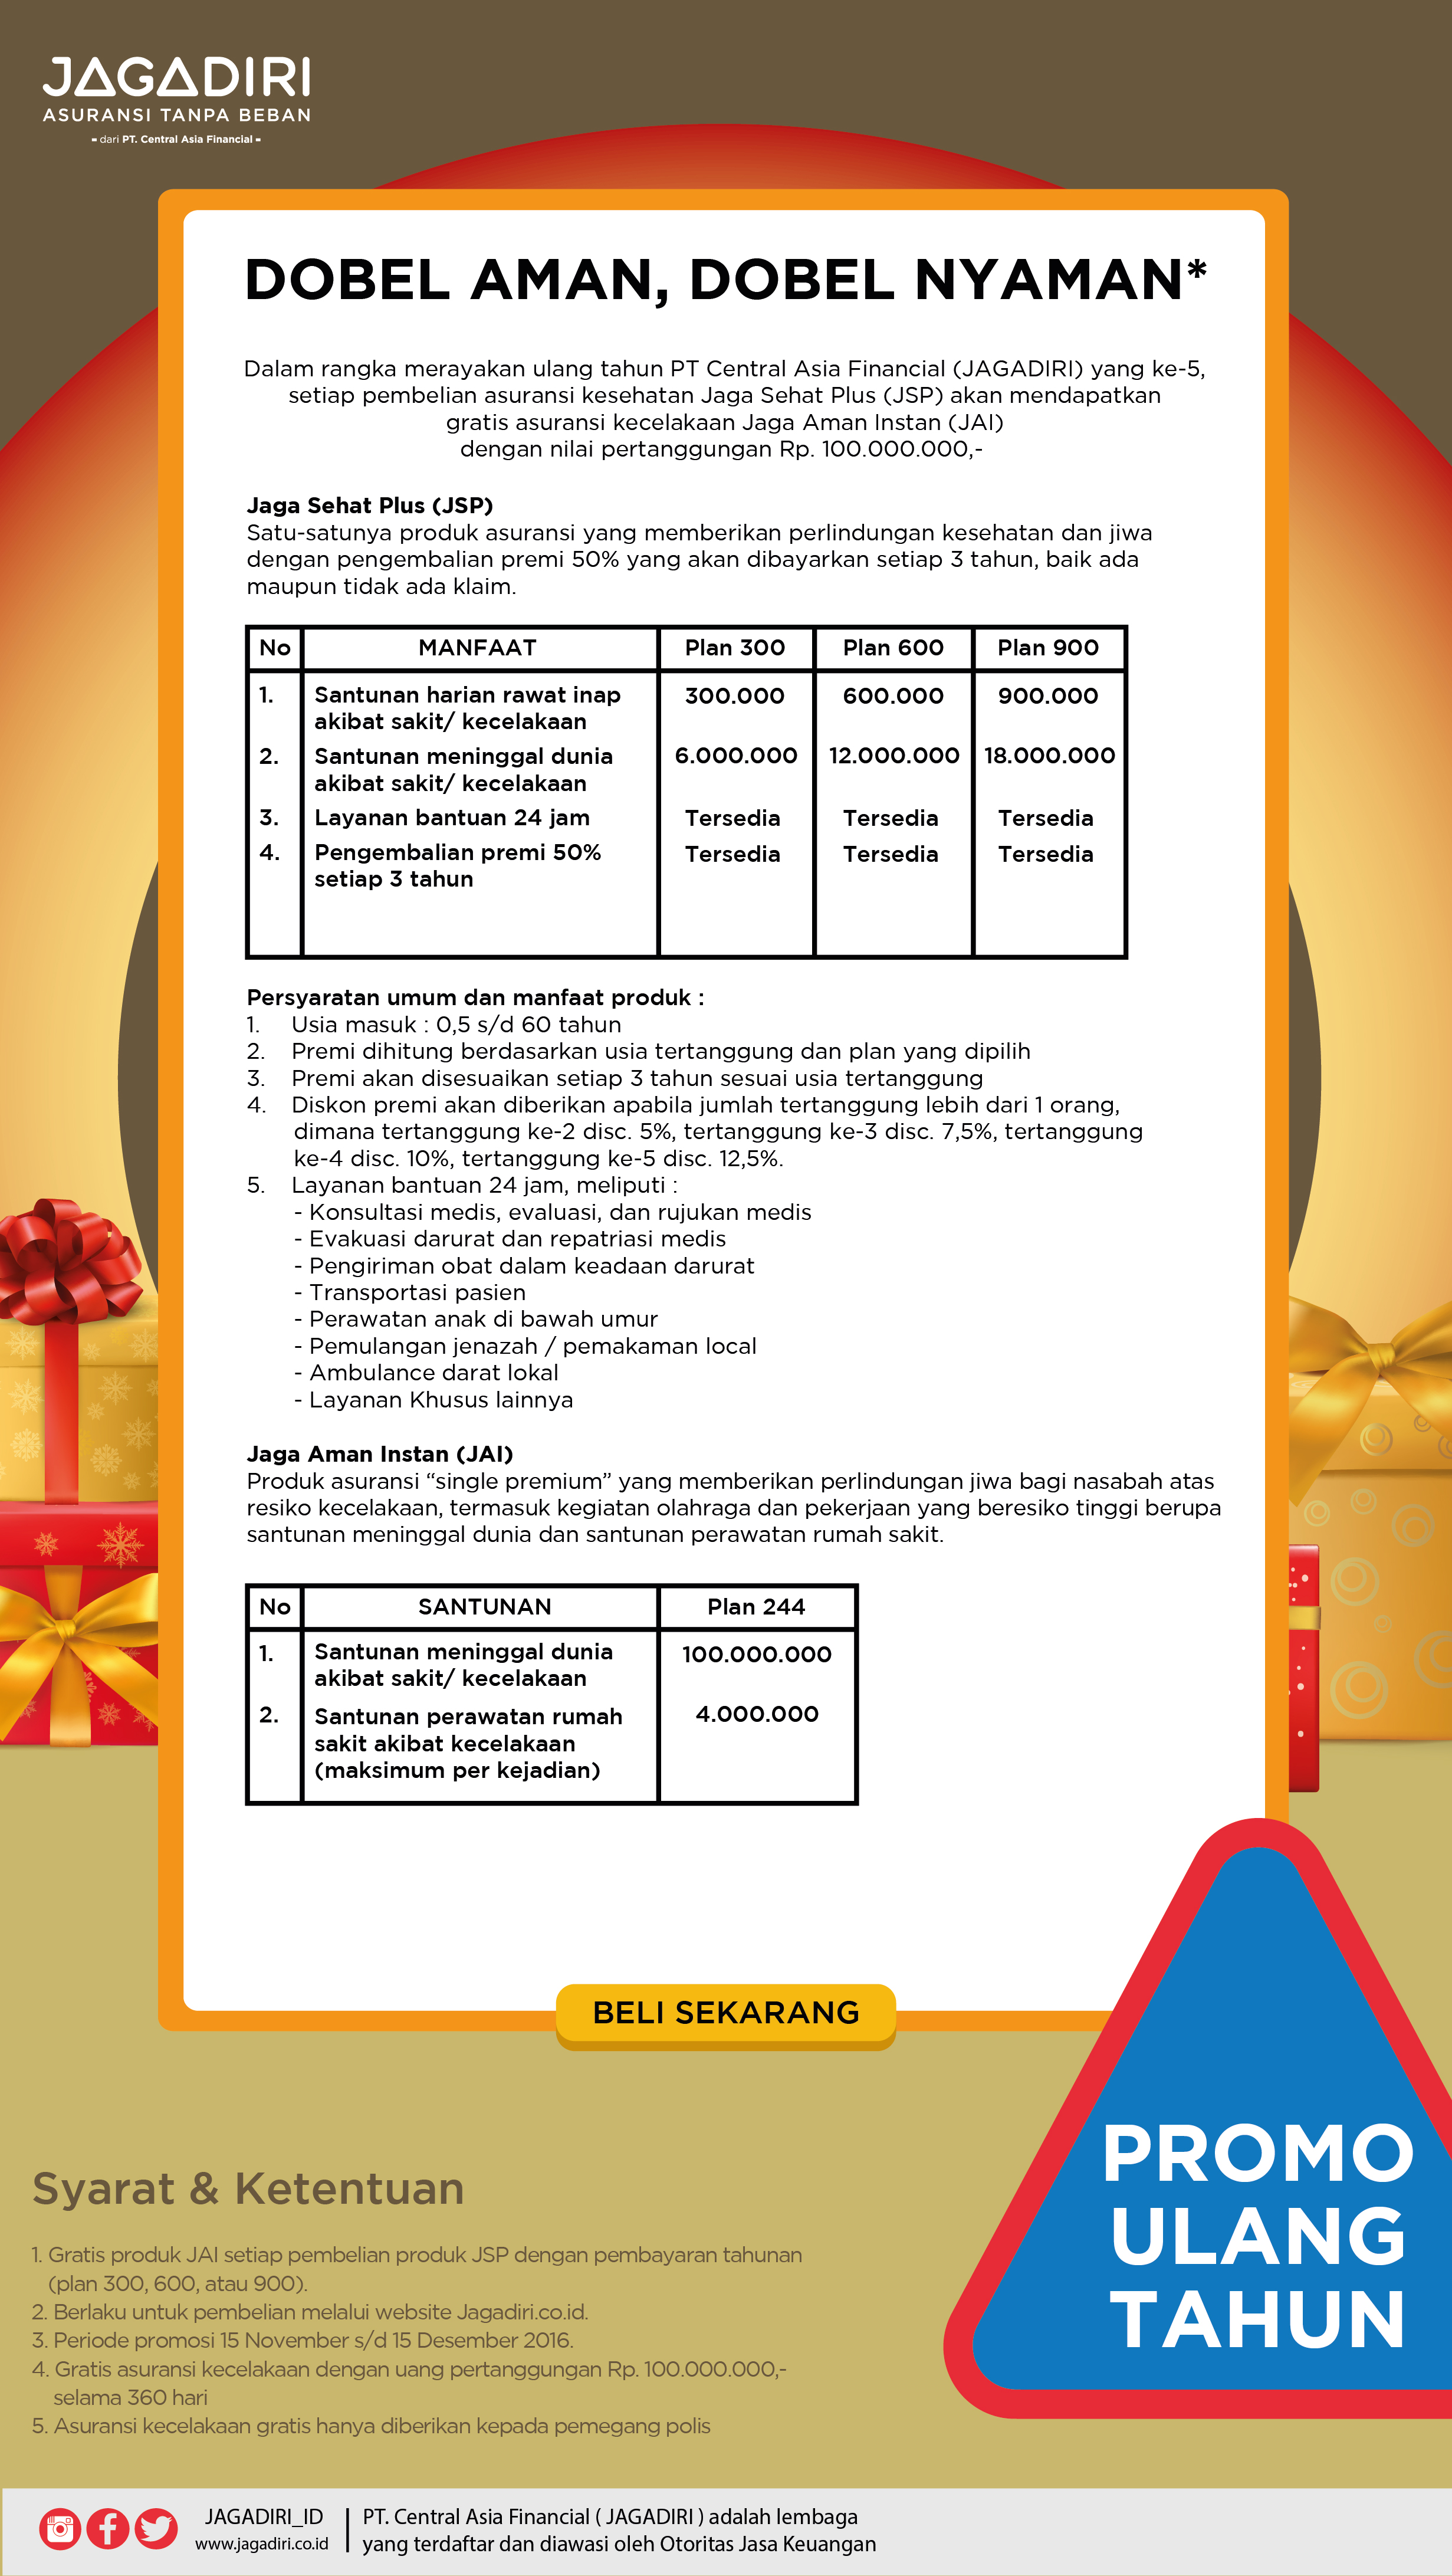 JAGADIRI
ASURANSI TANPA BEBAN
- dari PT. Central Asia Financial -
DOBEL AMAN, DOBEL NYAMAN*
Dalam rangka merayakan ulang tahun PT Central Asia Financial (JAGADIRI) yang ke-5,
setiap pembelian asuransi kesehatan Jaga Sehat Plus (JSP) akan mendapatkan
gratis asuransi kecelakaan Jaga Aman Instan (JAI)
dengan nilai pertanggungan Rp. 100.000.000,-
Jaga Sehat Plus (JSP)
Satu-satunya produk asuransi yang memberikan perlindungan kesehatan dan jiwa
dengan pengembalian premi 50% yang akan dibayarkan setiap 3 tahun, baik ada
maupun tidak ada klaim.
No MANFAAT Plan 300 Plan 600 Plan 900
1. Santunan harian rawat inap 300.000 600.000 900.000
akibat sakit/ kecelakaan
2. Santunan meninggal dunia 6.000.000 12.000.000 18.000.000
akibat sakit/ kecelakaan
3. Layanan bantuan 24 jam Tersedia Tersedia Tersedia
4. Pengembalian premi 50% Tersedia Tersedia Tersedia
setiap 3 tahun
Persyaratan umum dan manfaat produk :
1. Usia masuk : 0,5 s/d 60 tahun
2. Premi dihitung berdasarkan usia tertanggung dan plan yang dipilih
3. Premi akan disesuaikan setiap 3 tahun sesuai usia tertanggung
4. Diskon premi akan diberikan apabila jumlah tertanggung lebih dari 1 orang,
dimana tertanggung ke-2 disc. 5%, tertanggung ke-3 disc. 7,5%, tertanggung
ke-4 disc. 10%, tertanggung ke-5 disc. 12,5%.
5. Layanan bantuan 24 jam, meliputi :
- Konsultasi medis, evaluasi, dan rujukan medis
- Evakuasi darurat dan repatriasi medis
- Pengiriman obat dalam keadaan darurat
- Transportasi pasien
- Perawatan anak di bawah umur
- Pemulangan jenazah / pemakaman local
- Ambulance darat lokal
- Layanan Khusus lainnya
Jaga Aman Instan (JAI)
Produk asuransi “single premium” yang memberikan perlindungan jiwa bagi nasabah atas
resiko kecelakaan, termasuk kegiatan olahraga dan pekerjaan yang beresiko tinggi berupa
santunan meninggal dunia dan santunan perawatan rumah sakit.
No SANTUNAN Plan 244
1. Santunan meninggal dunia 100.000.000
akibat sakit/ kecelakaan
2. Santunan perawatan rumah 4.000.000
sakit akibat kecelakaan
(maksimum per kejadian)
BELI SEKARANG
PROMO
ULANG
TAHUN
Syarat & Ketentuan
1. Gratis produk JAI setiap pembelian produk JSP dengan pembayaran tahunan
(plan 300, 600, atau 900).
2. Berlaku untuk pembelian melalui website Jagadiri.co.id.
3. Periode promosi 15 November s/d 15 Desember 2016.
4. Gratis asuransi kecelakaan dengan uang pertanggungan Rp. 100.000.000,-
selama 360 hari
5. Asuransi kecelakaan gratis hanya diberikan kepada pemegang polis
JAGADIRI_ID
www.jagadiri.co.id
PT. Central Asia Financial ( JAGADIRI ) adalah lembaga
yang terdaftar dan diawasi oleh Otoritas Jasa Keuangan